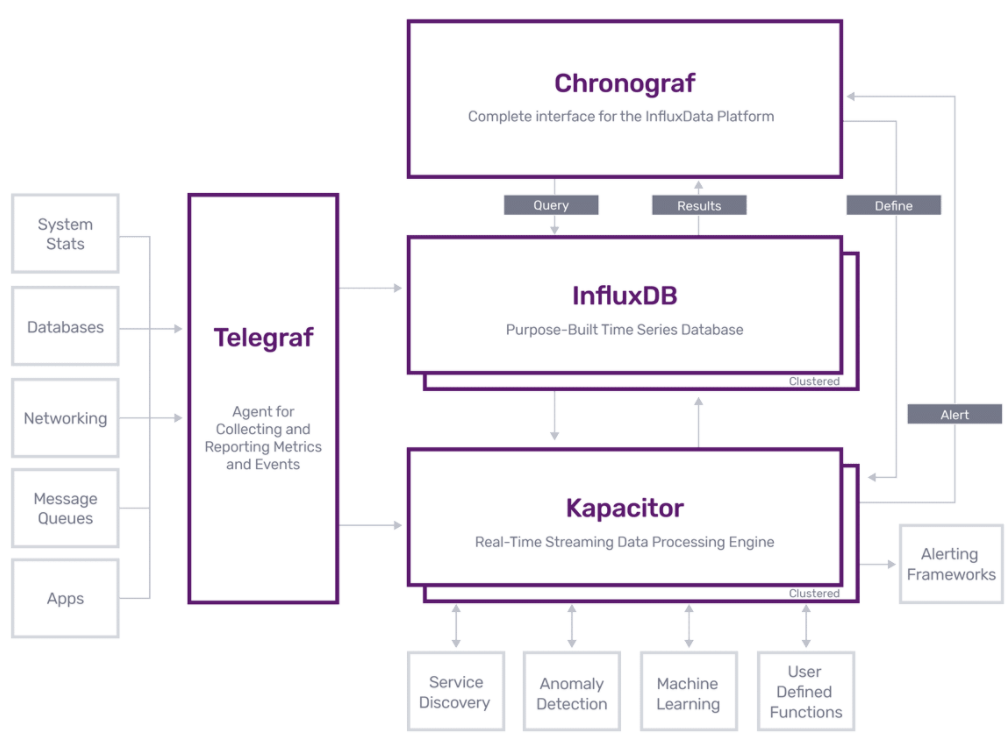 Chronograf
Complete interface for the InfluxData Platform
Query
Results
Define
System
Stats
Databases
Networking
Message
Queues
Apps
Telegraf
Agent for
Collecting and
Reporting Metrics
and Events
InfluxDB
Purpose-Built Time Series Database
Clustered
Alert
Kapacitor
Real-Time Streaming Data Processing Engine
Clustered
Alerting
Frameworks
Service
Discovery
Anomaly
Detection
Machine
Learning
User
Defined
Functions